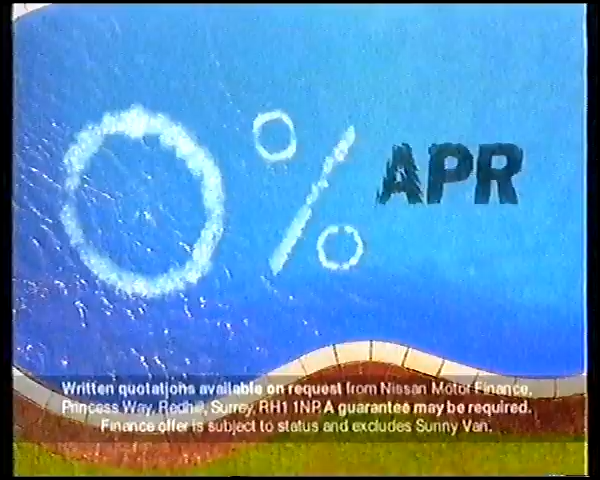 0% APR
Written quotations available on request from Nissan Motor Finance,
Princess Way, Redhill, Surrey, RH1 1NP. A guarantee may be required.
Finance offer is subject to status and excludes Sunny Van.